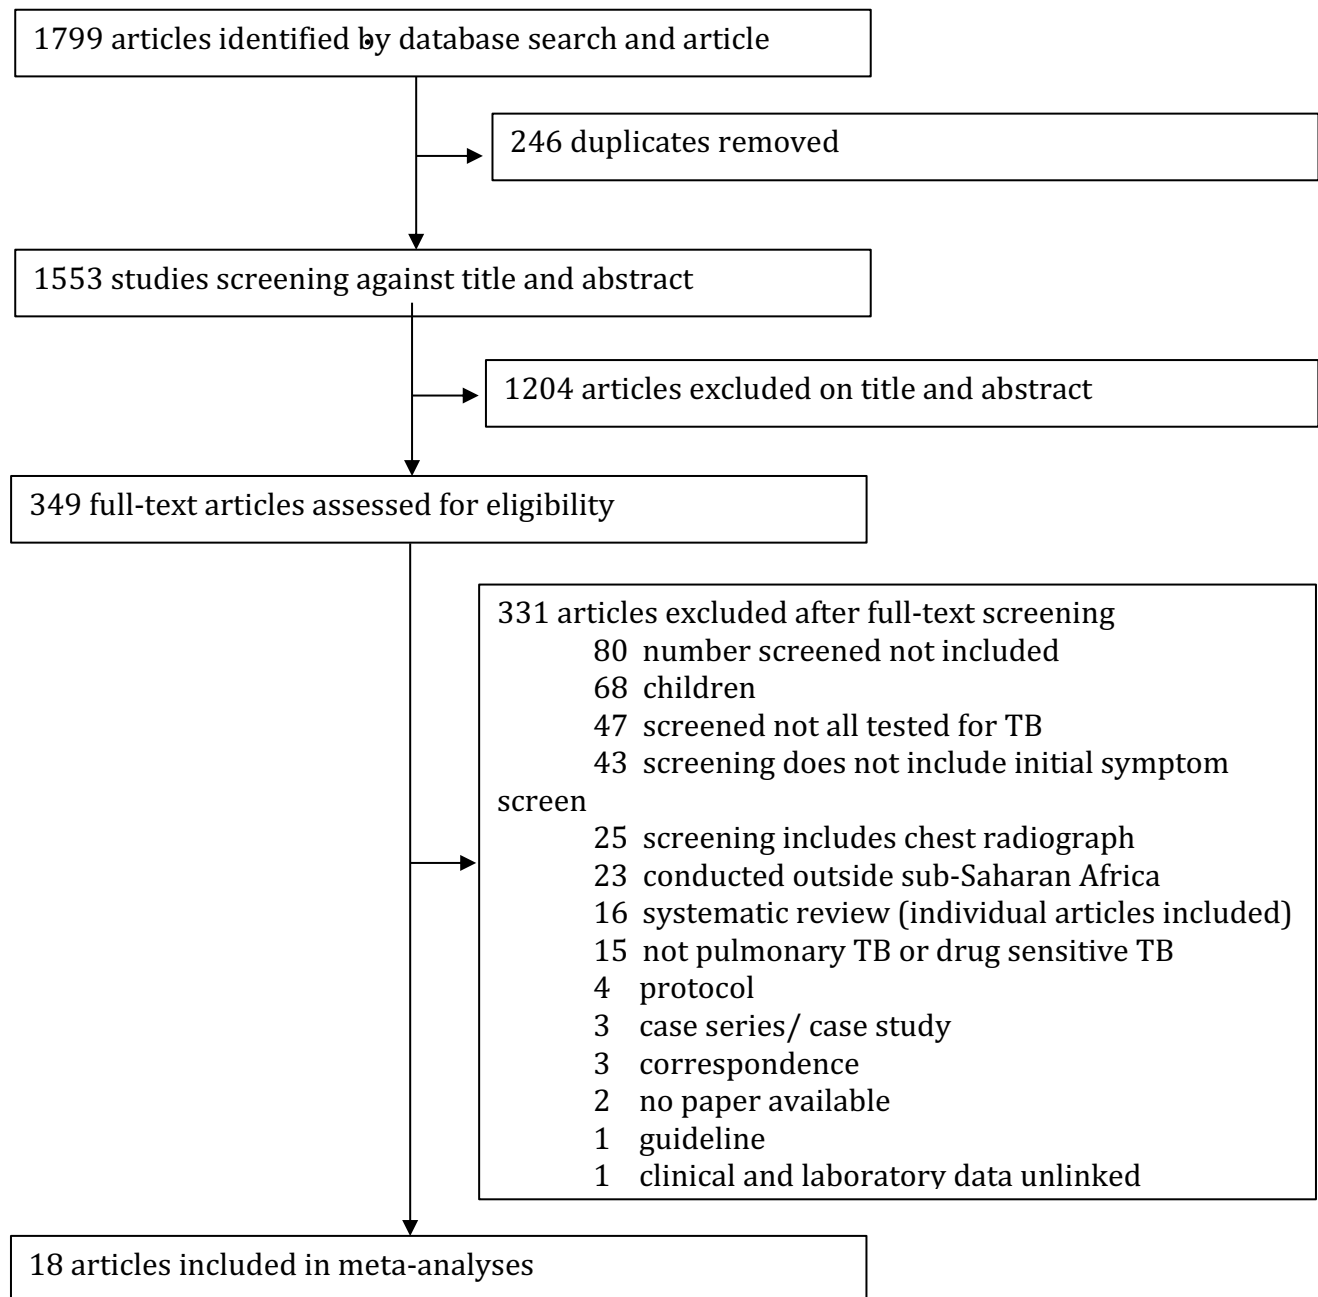 1799 articles identified by database search and article
246 duplicates removed
1553 studies screening against title and abstract
1204 articles excluded on title and abstract
349 full-text articles assessed for eligibility
331 articles excluded after full-text screening
80 number screened not included
68 children
47 screened not all tested for TB
43 screening does not include initial symptom
screen
25 screening includes chest radiograph
23 conducted outside sub-Saharan Africa
16 systematic review (individual articles included)
15 not pulmonary TB or drug sensitive TB
4 protocol
3 case series/ case study
3 correspondence
2 no paper available
1 guideline
1 clinical and laboratory data unlinked
18 articles included in meta-analyses